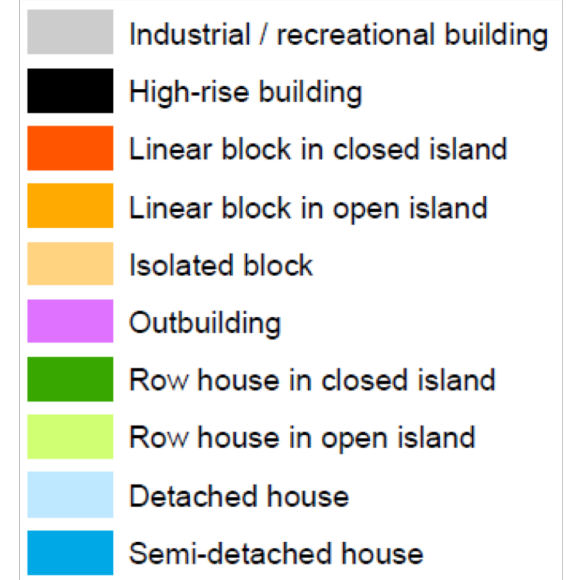 Industrial / recreational building
High-rise building
Linear block in closed island
Linear block in open island
Isolated block
Outbuilding
Row house in closed island
Row house in open island
Detached house
Semi-detached house